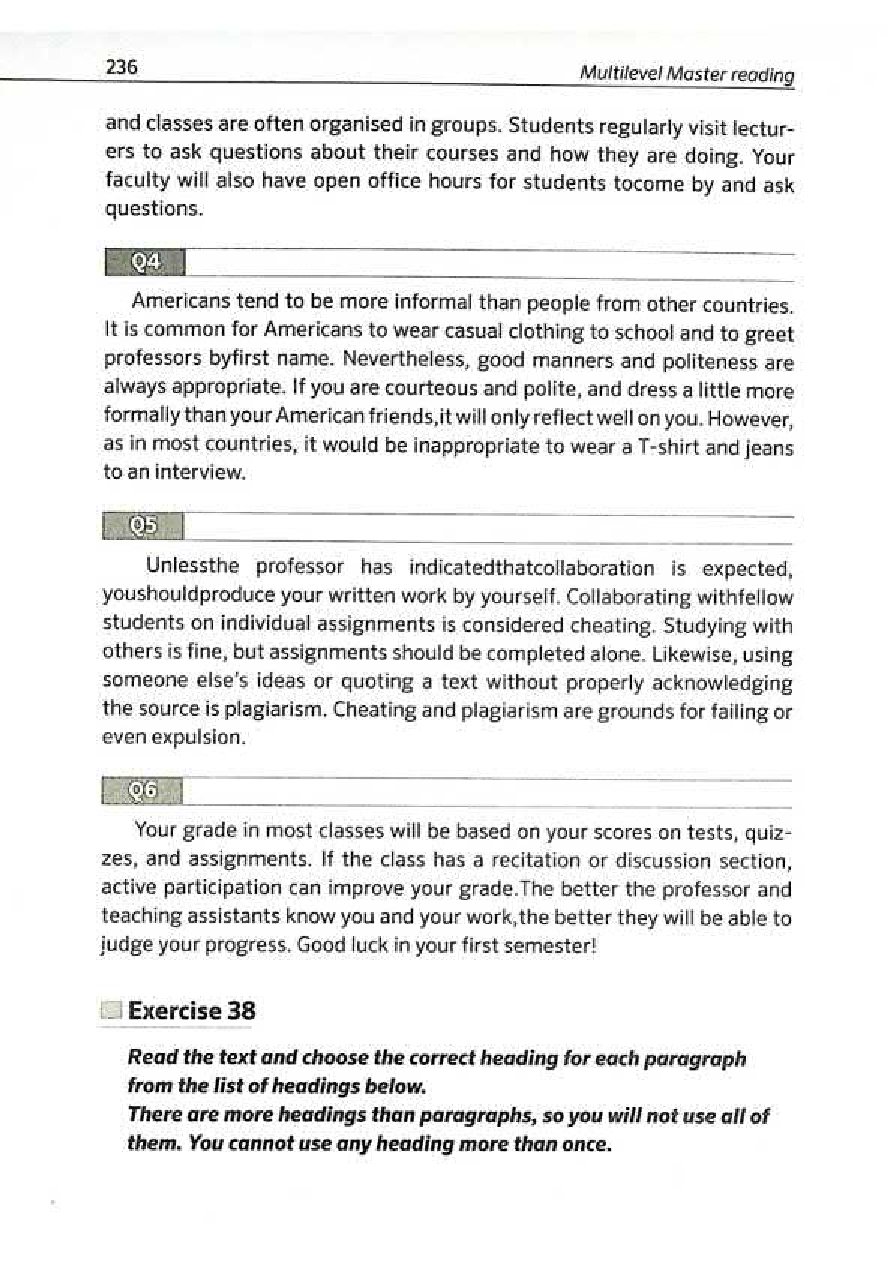 236
Multilevel Master reading
and classes are often organised in groups. Students regularly visit lectur-
ers to ask questions about their courses and how they are doing. Your
faculty will also have open office hours for students tocome by and ask
questions.
Q4
Americans tend to be more informal than people from other countries.
It is common for Americans to wear casual clothing to school and to greet
professors byfirst name. Nevertheless, good manners and politeness are
always appropriate. If you are courteous and polite, and dress a little more
formally than your American friends,it will only reflect well on you. However,
as in most countries, it would be inappropriate to wear a T-shirt and jeans
to an interview.
Q5
Unlessthe professor has indicatedthatcollaboration is expected,
youshouldproduce your written work by yourself. Collaborating withfellow
students on individual assignments is considered cheating. Studying with
others is fine, but assignments should be completed alone. Likewise, using
someone else's ideas or quoting a text without properly acknowledging
the source is plagiarism. Cheating and plagiarism are grounds for failing or
even expulsion.
Q6
Your grade in most classes will be based on your scores on tests, quiz-
zes, and assignments. If the class has a recitation or discussion section,
active participation can improve your grade.The better the professor and
teaching assistants know you and your work,the better they will be able to
judge your progress. Good luck in your first semester!
Exercise 38
Read the text and choose the correct heading for each paragraph
from the list of headings below.
There are more headings than paragraphs, so you will not use all of
them. You cannot use any heading more than once.